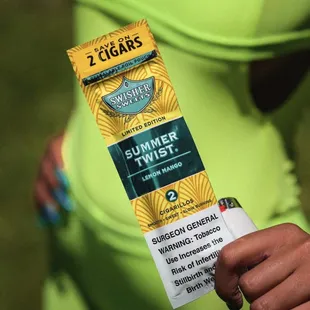 SAVE ON
2 CIGARS
SWISHER
SWEETS
LIMITED EDITION
SUMMER
TWIST.
LEMON MANGO
2
CIGARILLOS
SURGEON GENERAL
WARNING: Tobacco
Use Increases the
Risk of Infertility
Stillbirth and
Birth